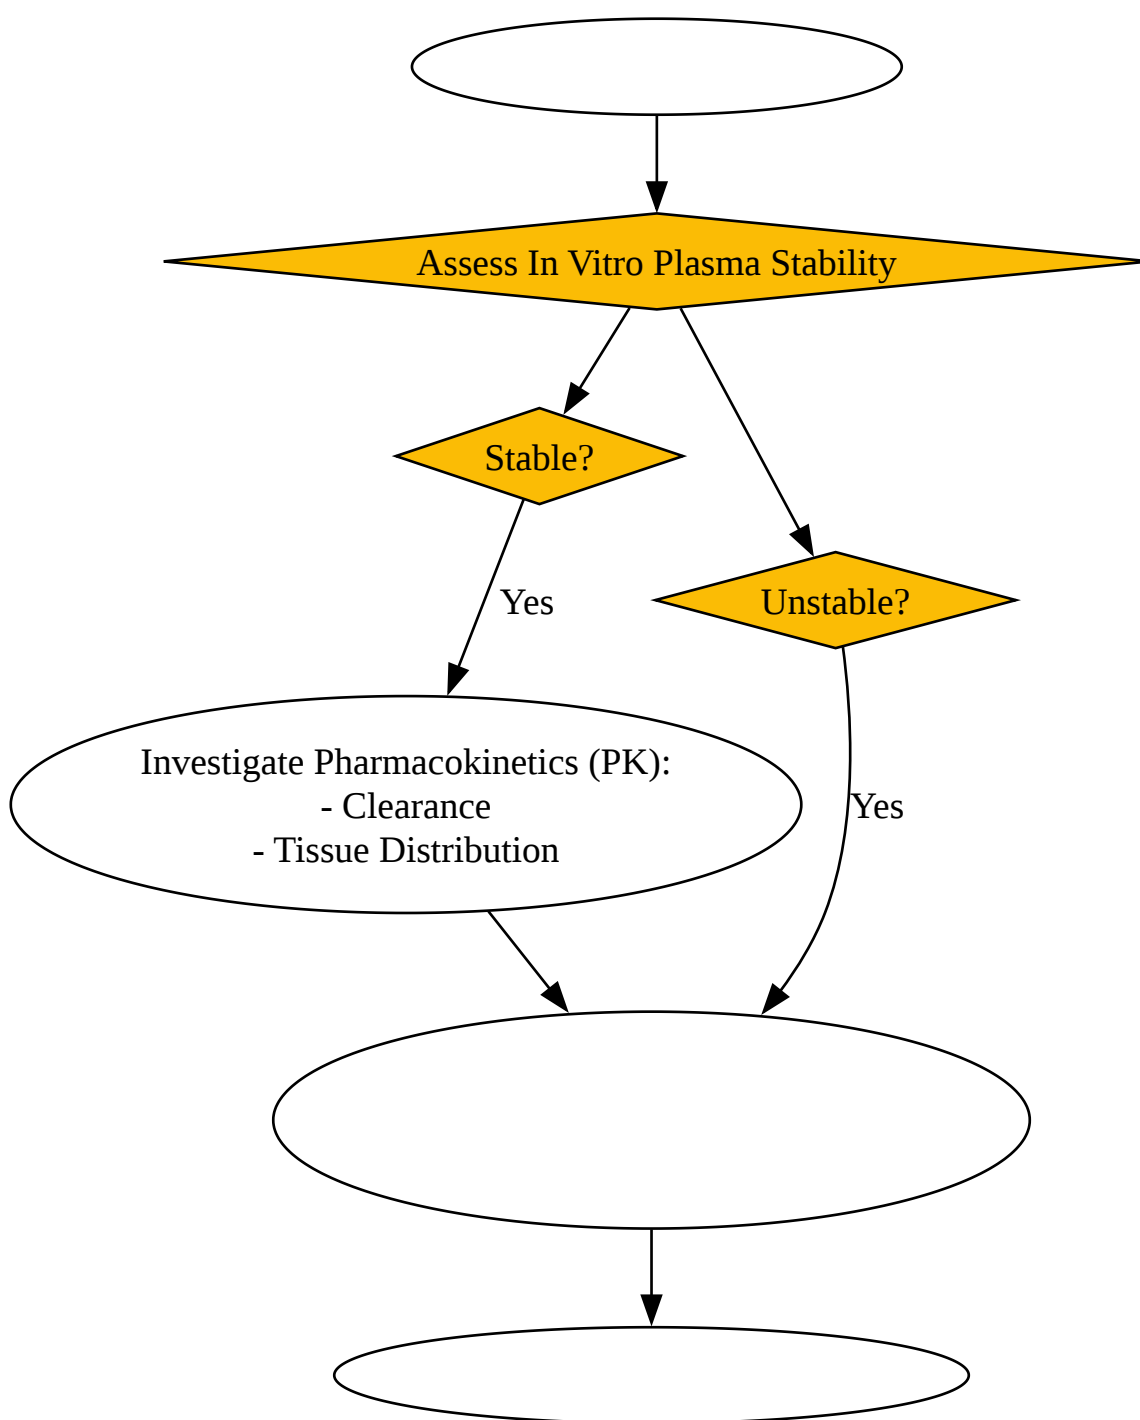 Assess In Vitro Plasma Stability
Stable?
Yes
Unstable?
Investigate Pharmacokinetics (PK):
- Clearance
- Tissue Distribution
Yes